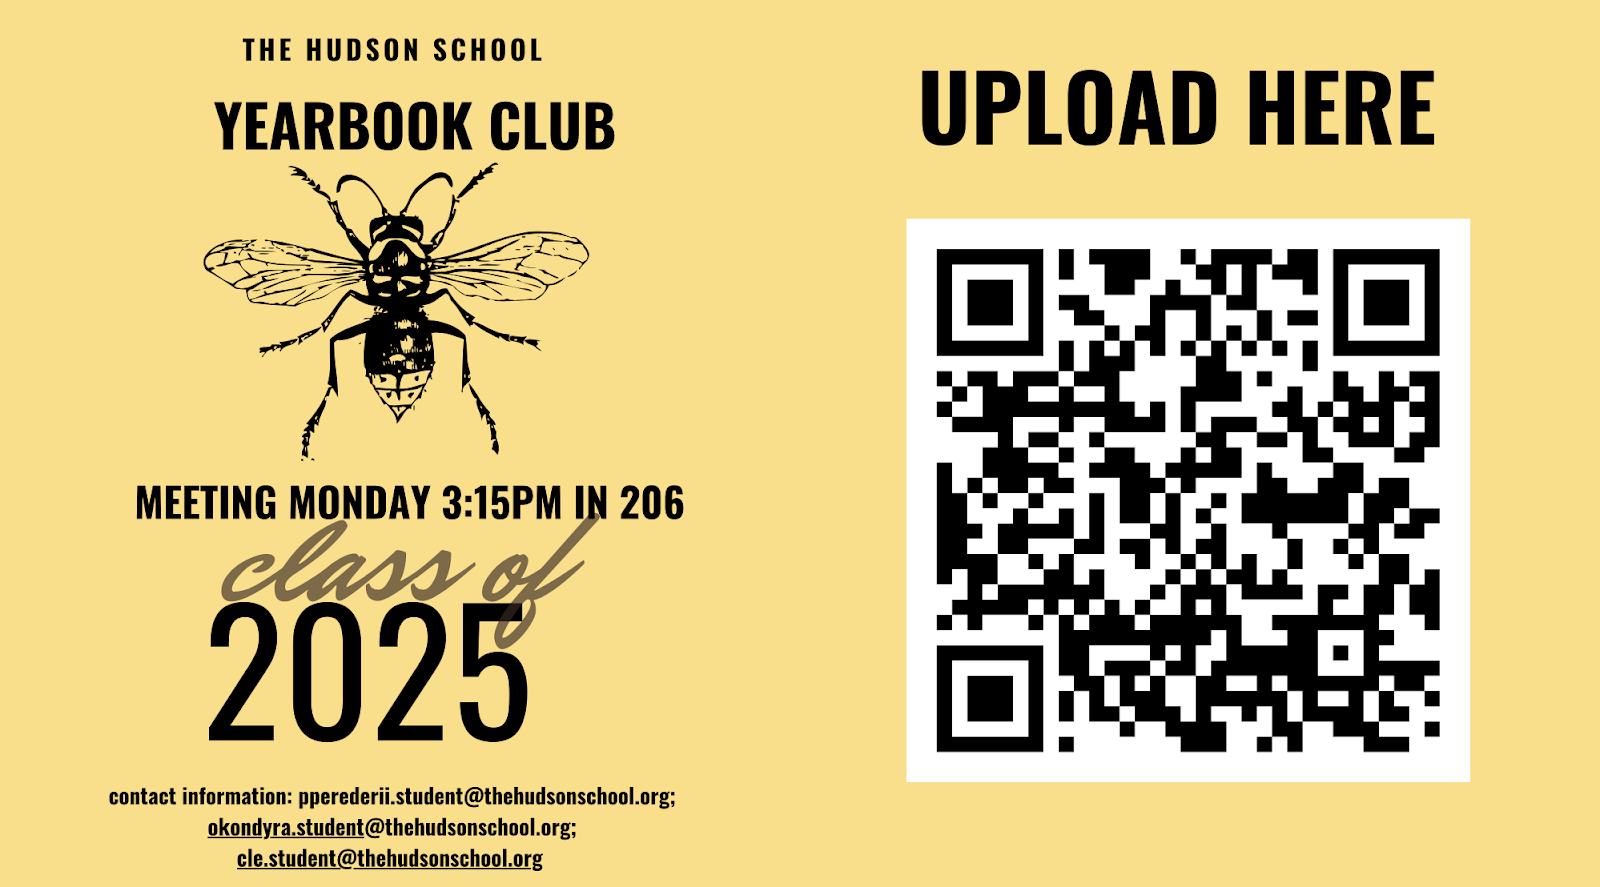 THE HUDSON SCHOOL
YEARBOOK CLUB
MEETING MONDAY 3:15PM IN 206
class of
2025
contact information: pperederii.student@thehudsonschool.org;
okondyra.student@thehudsonschool.org;
cle.student@thehudsonschool.org
UPLOAD HERE